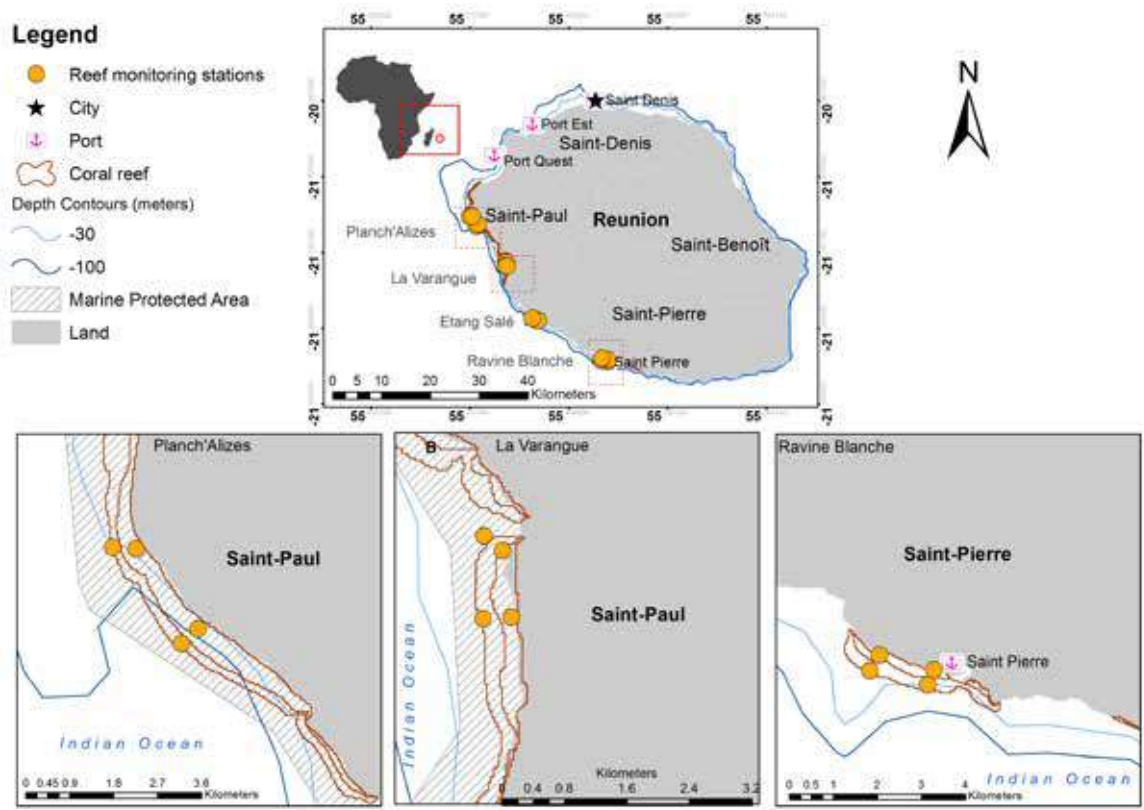 Legend
Reef monitoring stations
City
Port
Coral reef
Depth Contours (meters)
-30
-100
Marine Protected Area
Land
55 55 55 55 55
-20
-21
-21
-21
-21
-20
-21
-21
-21
-21
Saint Denis
Port Est
Saint-Denis
Port Quest
Saint-Paul
Reunion
Planch'Alizes
Saint-Benoît
La Varangue
Etang Salé
Saint-Pierre
Ravine Blanche
Saint Pierre
0 5 10 20 30 40
Kilometers
55 55 55 55 55
N
Planch'Alizes
Saint-Paul
Indian Ocean
0 0.45 0.9 1.8 2.7 3.6
Kilometers
B
La Varangue
Saint-Paul
Indian Ocean
Kilometers
0 0.4 0.8 1.6 2.4 3.2
Ravine Blanche
Saint-Pierre
Saint Pierre
Indian Ocean
0 0.5 1 2 3 4
Kilometers